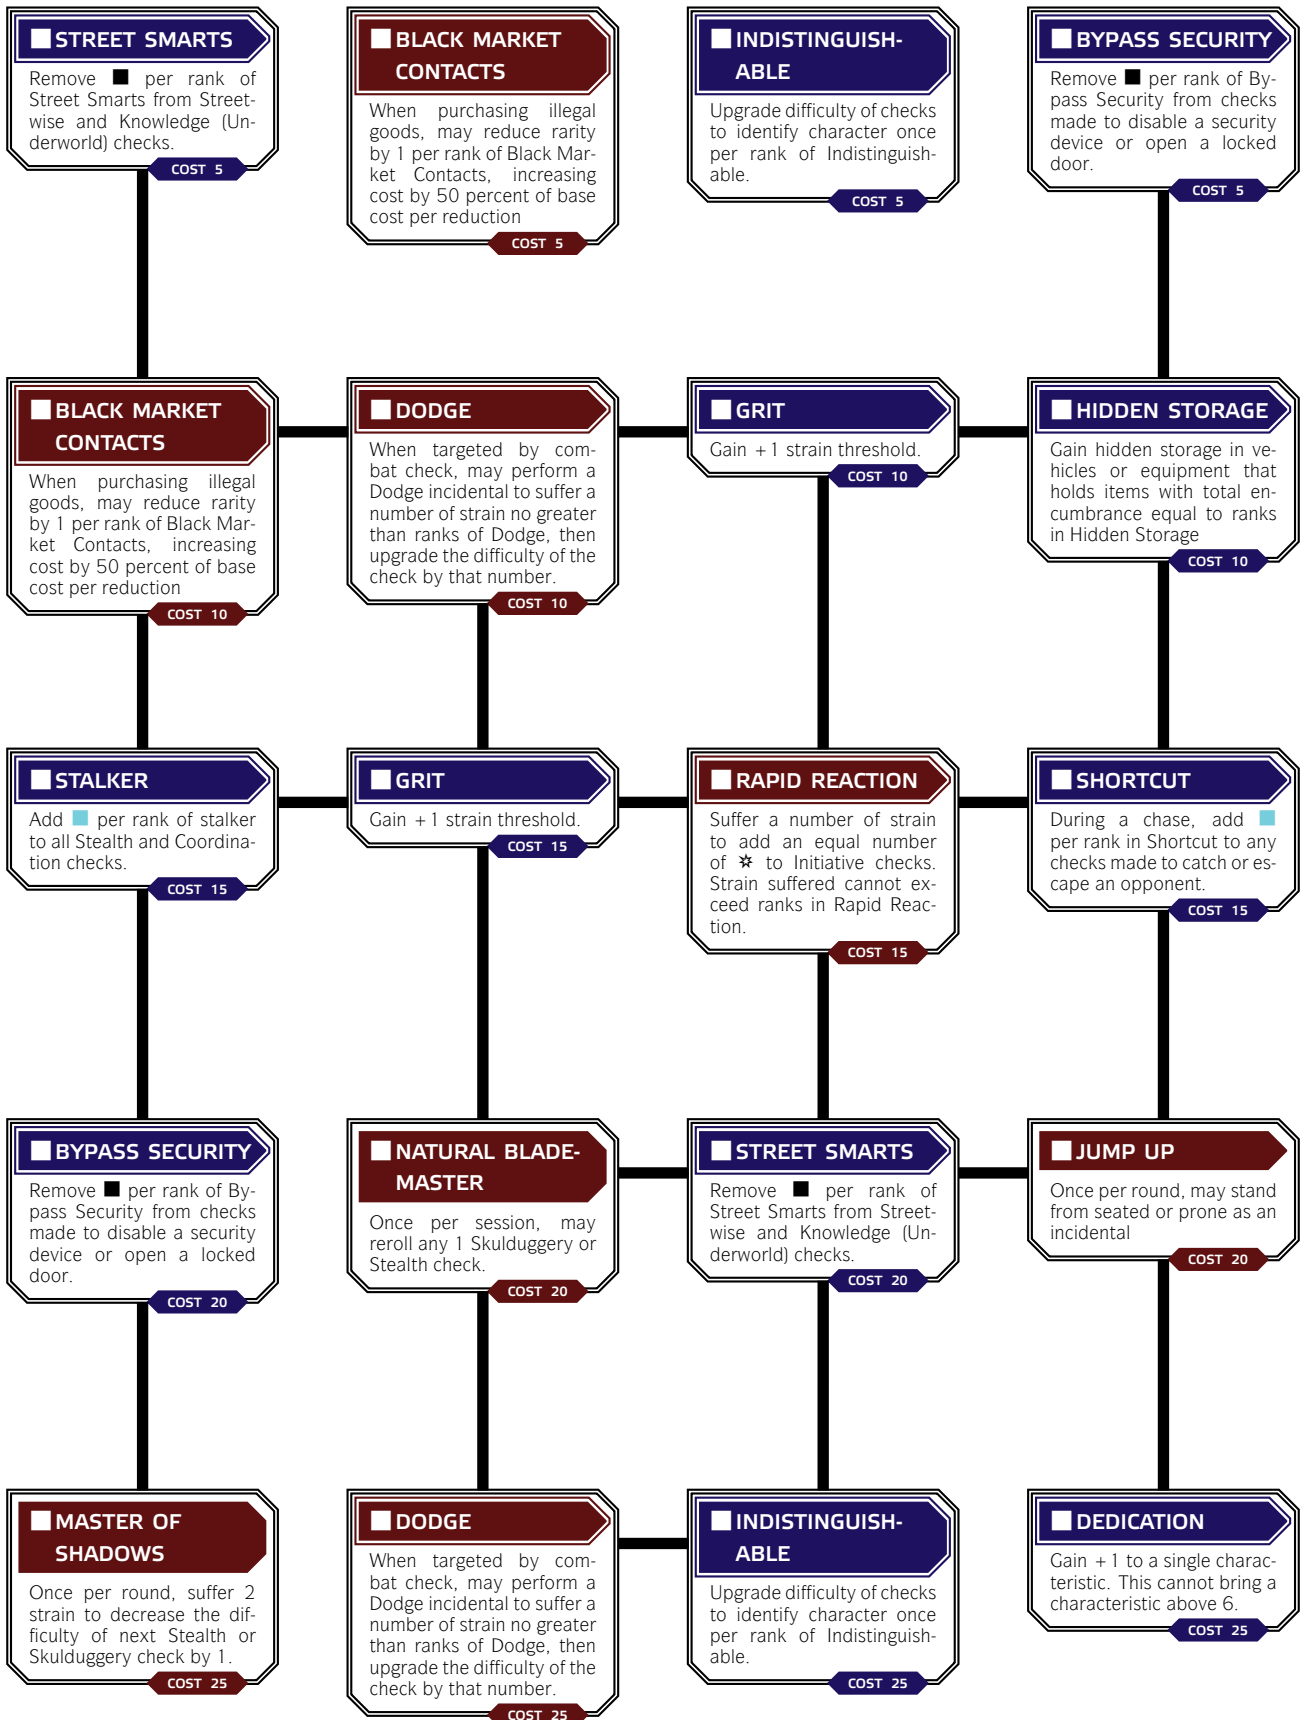 STREET SMARTS
Remove per rank of
Street Smarts from Street-
wise and Knowledge (Un-
derworld) checks.
COST 5
BLACK MARKET
CONTACTS
When purchasing illegal
goods, may reduce rarity
by 1 per rank of Black Mar-
ket Contacts, increasing
cost by 50 percent of base
cost per reduction
COST 5
INDISTINGUISH-
ABLE
Upgrade difficulty of checks
to identify character once
per rank of Indistinguish-
able.
COST 5
BYPASS SECURITY
Remove per rank of By-
pass Security from checks
made to disable a security
device or open a locked
door.
COST 5
BLACK MARKET
CONTACTS
When purchasing illegal
goods, may reduce rarity
by 1 per rank of Black Mar-
ket Contacts, increasing
cost by 50 percent of base
cost per reduction
COST 10
DODGE
When targeted by com-
bat check, may perform a
Dodge incidental to suffer a
number of strain no greater
than ranks of Dodge, then
upgrade the difficulty of the
check by that number.
COST 10
GRIT
Gain +1 strain threshold.
COST 10
HIDDEN STORAGE
Gain hidden storage in ve-
hicles or equipment that
holds items with total en-
cumbrance equal to ranks
in Hidden Storage
COST 10
STALKER
Add per rank of stalker
to all Stealth and Coordina-
tion checks.
COST 15
GRIT
Gain +1 strain threshold.
COST 15
RAPID REACTION
Suffer a number of strain
to add an equal number
of to Initiative checks.
Strain suffered cannot ex-
ceed ranks in Rapid Reac-
tion.
COST 15
SHORTCUT
During a chase, add
per rank in Shortcut to any
checks made to catch or es-
cape an opponent.
COST 15
BYPASS SECURITY
Remove per rank of By-
pass Security from checks
made to disable a security
device or open a locked
door.
COST 20
NATURAL BLADE-
MASTER
Once per session, may
reroll any 1 Skulduggery or
Stealth check.
COST 20
STREET SMARTS
Remove per rank of
Street Smarts from Street-
wise and Knowledge (Un-
derworld) checks.
COST 20
JUMP UP
Once per round, may stand
from seated or prone as an
incidental
COST 20
MASTER OF
SHADOWS
Once per round, suffer 2
strain to decrease the dif-
ficulty of next Stealth or
Skulduggery check by 1.
COST 25
DODGE
When targeted by com-
bat check, may perform a
Dodge incidental to suffer a
number of strain no greater
than ranks of Dodge, then
upgrade the difficulty of the
check by that number.
COST 25
INDISTINGUISH-
ABLE
Upgrade difficulty of checks
to identify character once
per rank of Indistinguish-
able.
COST 25
DEDICATION
Gain +1 to a single charac-
teristic. This cannot bring a
characteristic above 6.
COST 25